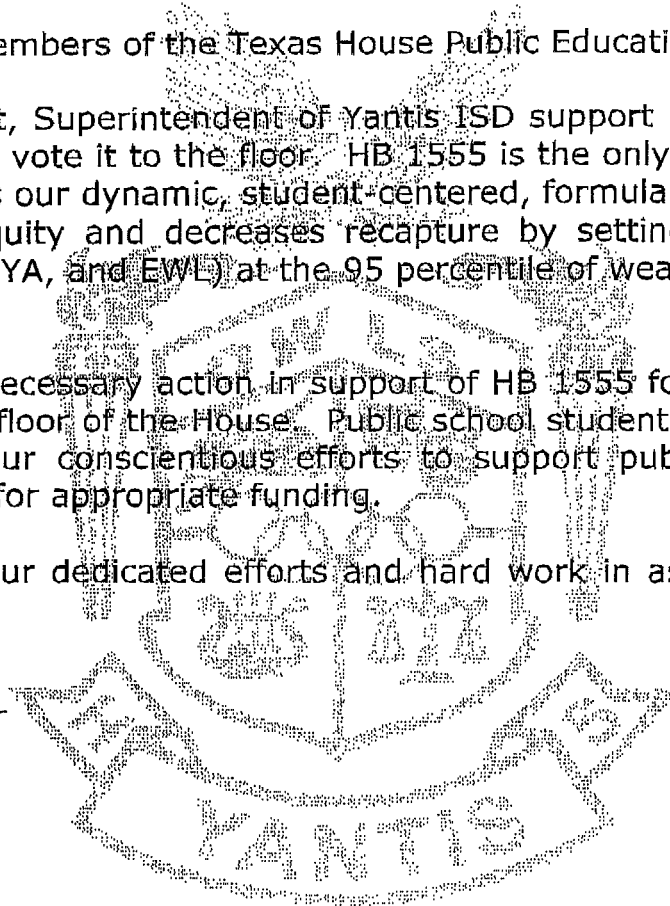 embers of the Texas House Public Educati
t, Superintendent of Yantis ISD support
vote it to the floor. HB 1555 is the only
s our dynamic, student-centered, formula
quity and decreases recapture by settin
YA, and EWL) at the 95 percentile of wea
ecessary action in support of HB 1555 fo
floor of the House. Public school student
ur conscientious efforts to support pub
for appropriate funding.
ur dedicated efforts and hard work in as
O W L S
H S
YANTIS